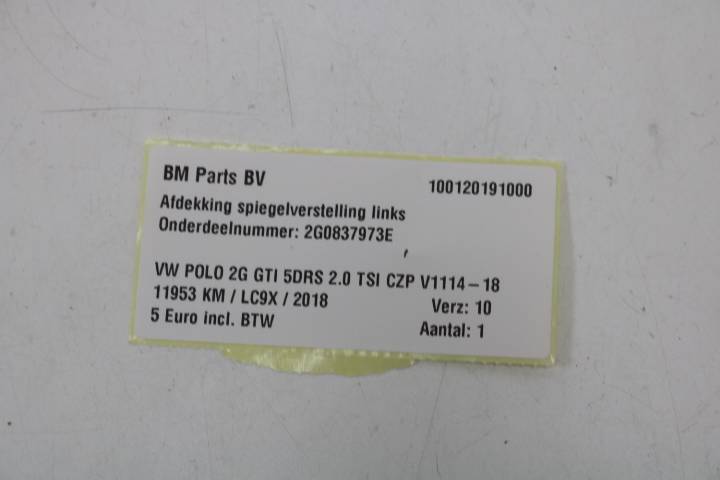 BM Parts BV 100120191000
Afdekking spiegelverstelling links
Onderdeelnummer: 2G0837973E
VW POLO 2G GTI 5DRS 2.0 TSI CZP V1114-18
11953 KM / LC9X / 2018 Verz: 10
5 Euro incl. BTW Aantal: 1